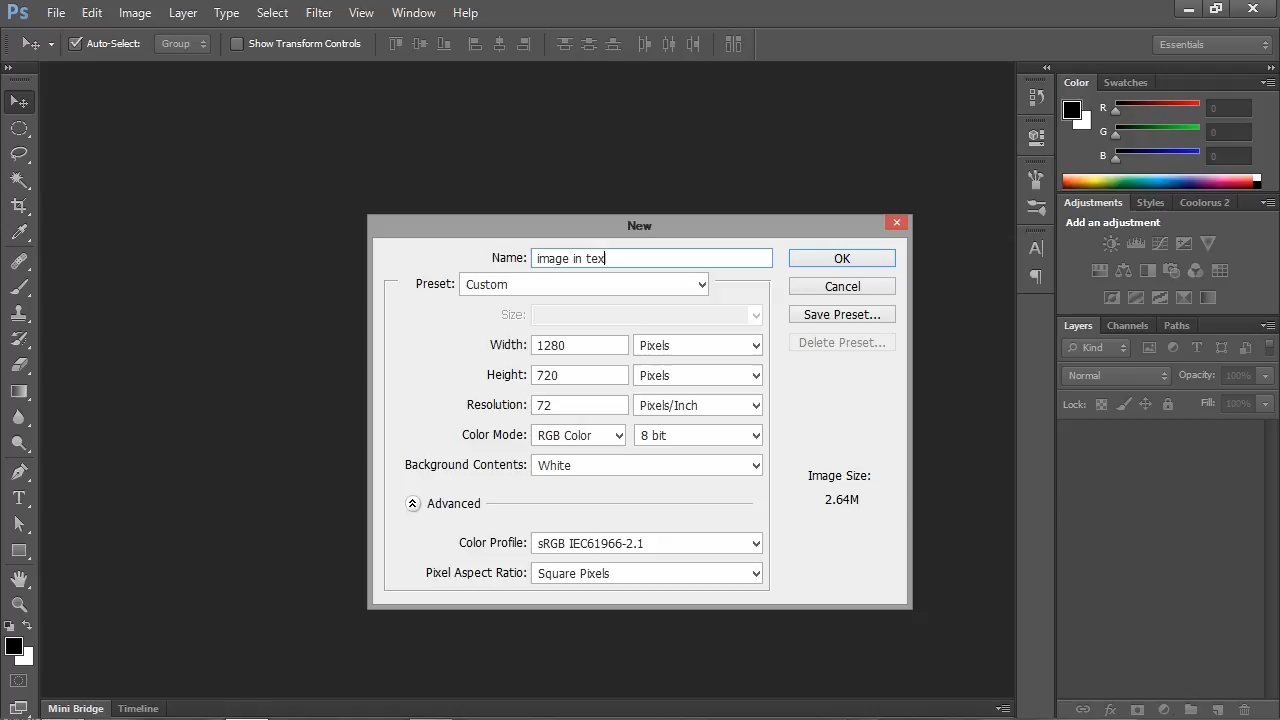 Ps File Edit Image Layer Type Select Filter View Window Help
Auto-Select: Group Show Transform Controls Essentials
Color Swatches
R 0
G 0
B 0
Adjustments Styles Coolorus 2
Add an adjustment
Layers Channels Paths
Kind
Normal Opacity: 100%
Lock: Fill: 100%
New
Name: image in tex OK
Preset: Custom Cancel
Size: Save Preset...
Width: 1280 Pixels Delete Preset...
Height: 720 Pixels
Resolution: 72 Pixels/Inch
Color Mode: RGB Color 8 bit
Background Contents: White Image Size:
2.64M
Advanced
Color Profile: sRGB IEC61966-2.1
Pixel Aspect Ratio: Square Pixels
Mini Bridge Timeline